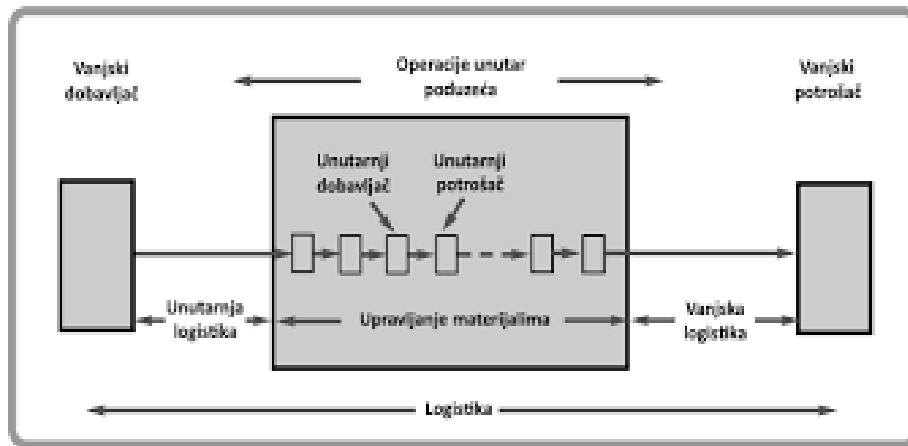 Vanjski
dobavljač
Operacije unutar
poduzeća
Vanjski
potrošač
Unutarnji
dobavljač
Unutarnji
potrošač
Unutarnja
logistika
Upravljanje materijalima
Vanjska
logistika
Logistika